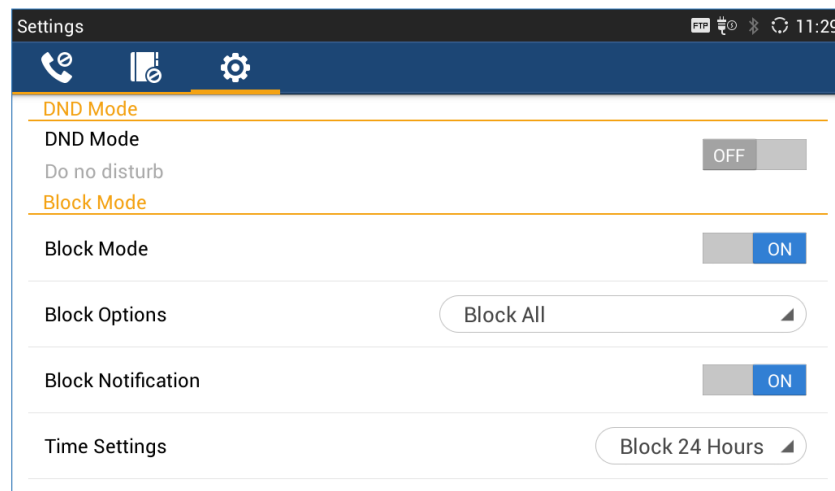 Settings FTP 11:29
DND Mode
DND Mode
OFF
Do no disturb
Block Mode
Block Mode ON
Block Options Block All
Block Notification ON
Time Settings Block 24 Hours